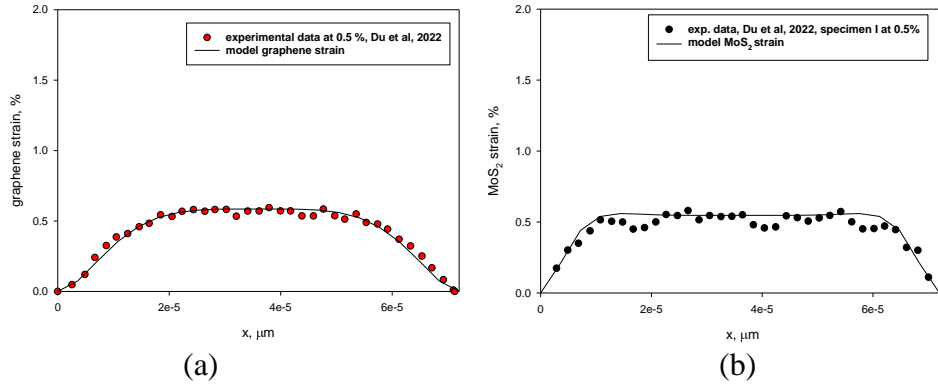 experimental data at 0.5 %, Du et al, 2022
model graphene strain
2.0
1.5
1.0
0.5
0.0
graphene strain, %
0
2e-5
4e-5
6e-5
x, μm
(a)
exp. data, Du et al, 2022, specimen I at 0.5%
model MoS₂ strain
2.0
1.5
1.0
0.5
0.0
MoS₂ strain, %
0
2e-5
4e-5
6e-5
x, μm
(b)